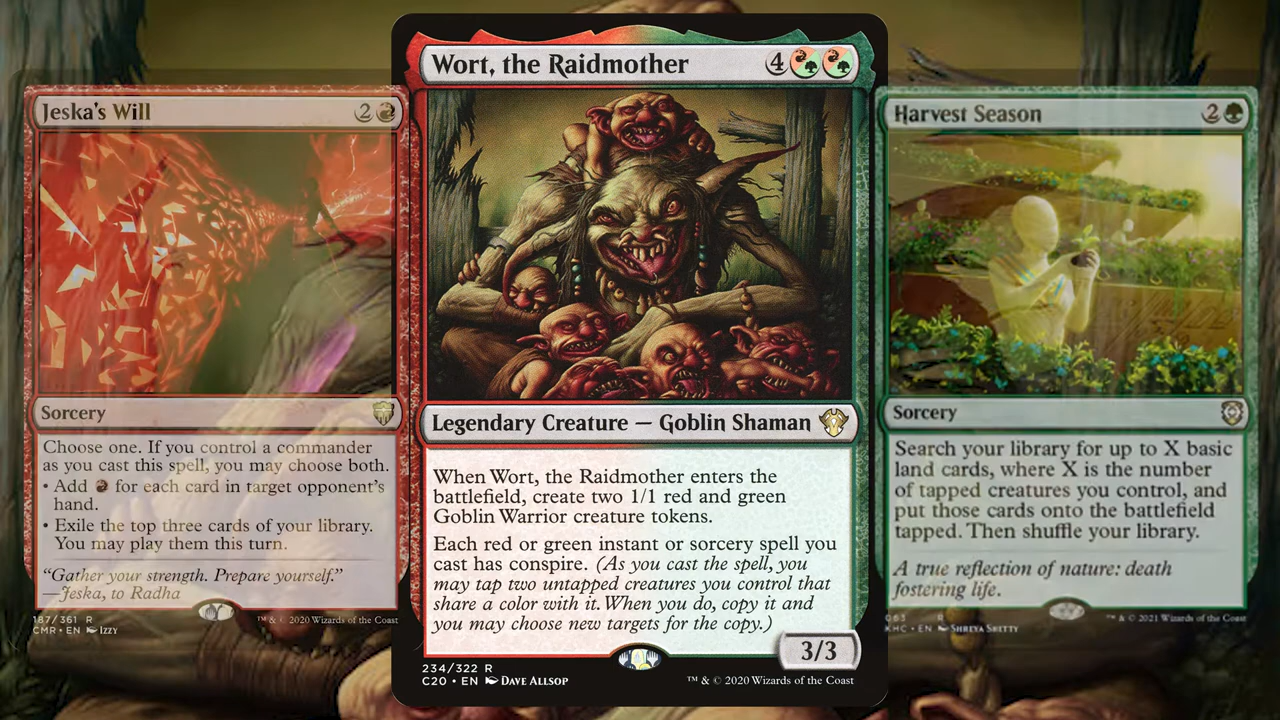 Jeska's Will 2
Sorcery
Choose one. If you control a commander
as you cast this spell, you may choose both.
• Add for each card in target opponent's
hand.
• Exile the top three cards of your library.
You may play them this turn.
“Gather your strength. Prepare yourself.”
—Jeska, to Radha
187/361 R
CMR • EN Izzy
™ & © 2020 Wizards of the Coast
Wort, the Raidmother 4
Legendary Creature — Goblin Shaman
When Wort, the Raidmother enters the
battlefield, create two 1/1 red and green
Goblin Warrior creature tokens.
Each red or green instant or sorcery spell you
cast has conspire. (As you cast the spell, you
may tap two untapped creatures you control that
share a color with it. When you do, copy it and
you may choose new targets for the copy.)
3/3
234/322 R
C20 • EN Dave Allsop
™ & © 2020 Wizards of the Coast
Harvest Season 2
Sorcery
Search your library for up to X basic
land cards, where X is the number
of tapped creatures you control, and
put those cards onto the battlefield
tapped. Then shuffle your library.
A true reflection of nature: death
fostering life.
R
KHC • EN Shreya Shetty
™ & © 2021 Wizards of the Coast